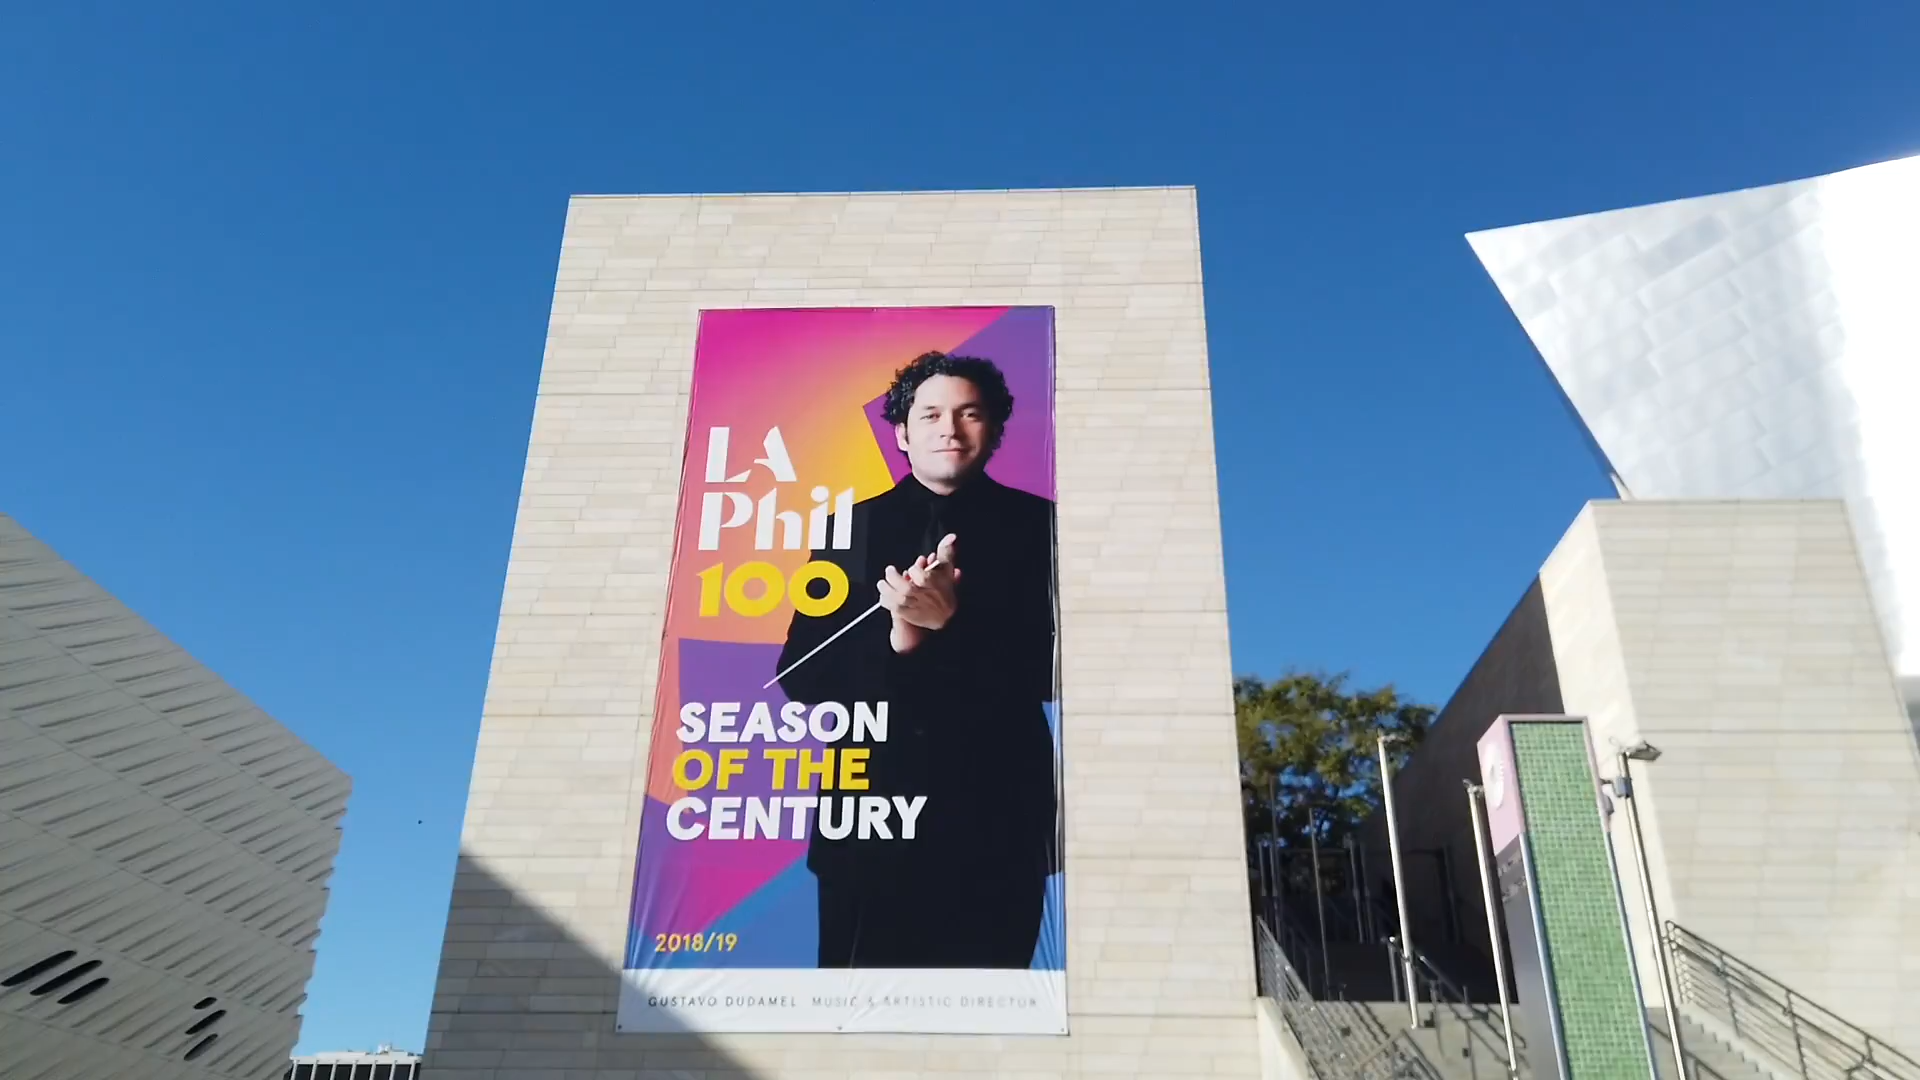 LA
Phil
100
SEASON
OF THE
CENTURY
2018/19
GUSTAVO DUDAMEL MUSIC & ARTISTIC DIRECTOR